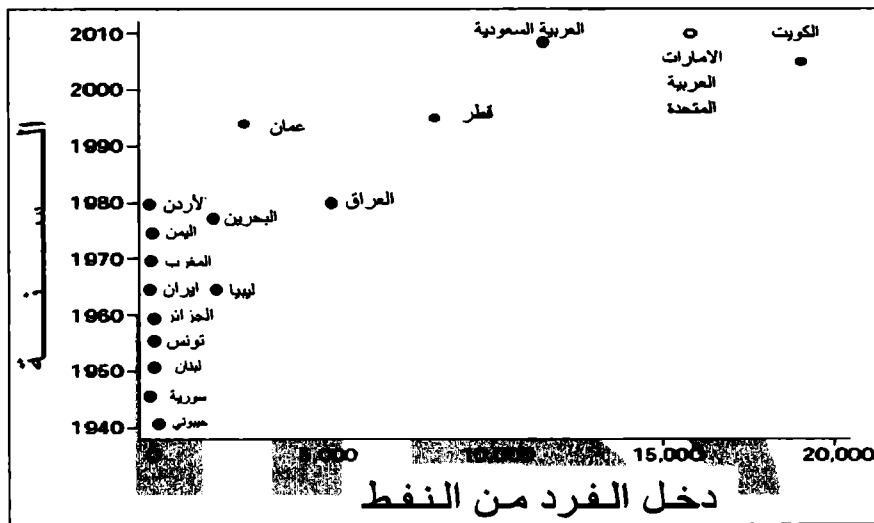 2010
العربية السعودية
الامارات
العربية
المتحدة
الكويت
2000
عمان
قطر
1990
السنة
1980
الأردن
البحرين
العراق
اليمن
1970
المغرب
ايران
ليبيا
1960
الجزائر
تونس
1950
لبنان
سورية
1940
جيبوتي
0
5,000
10,000
15,000
20,000
دخل الفرد من النفط